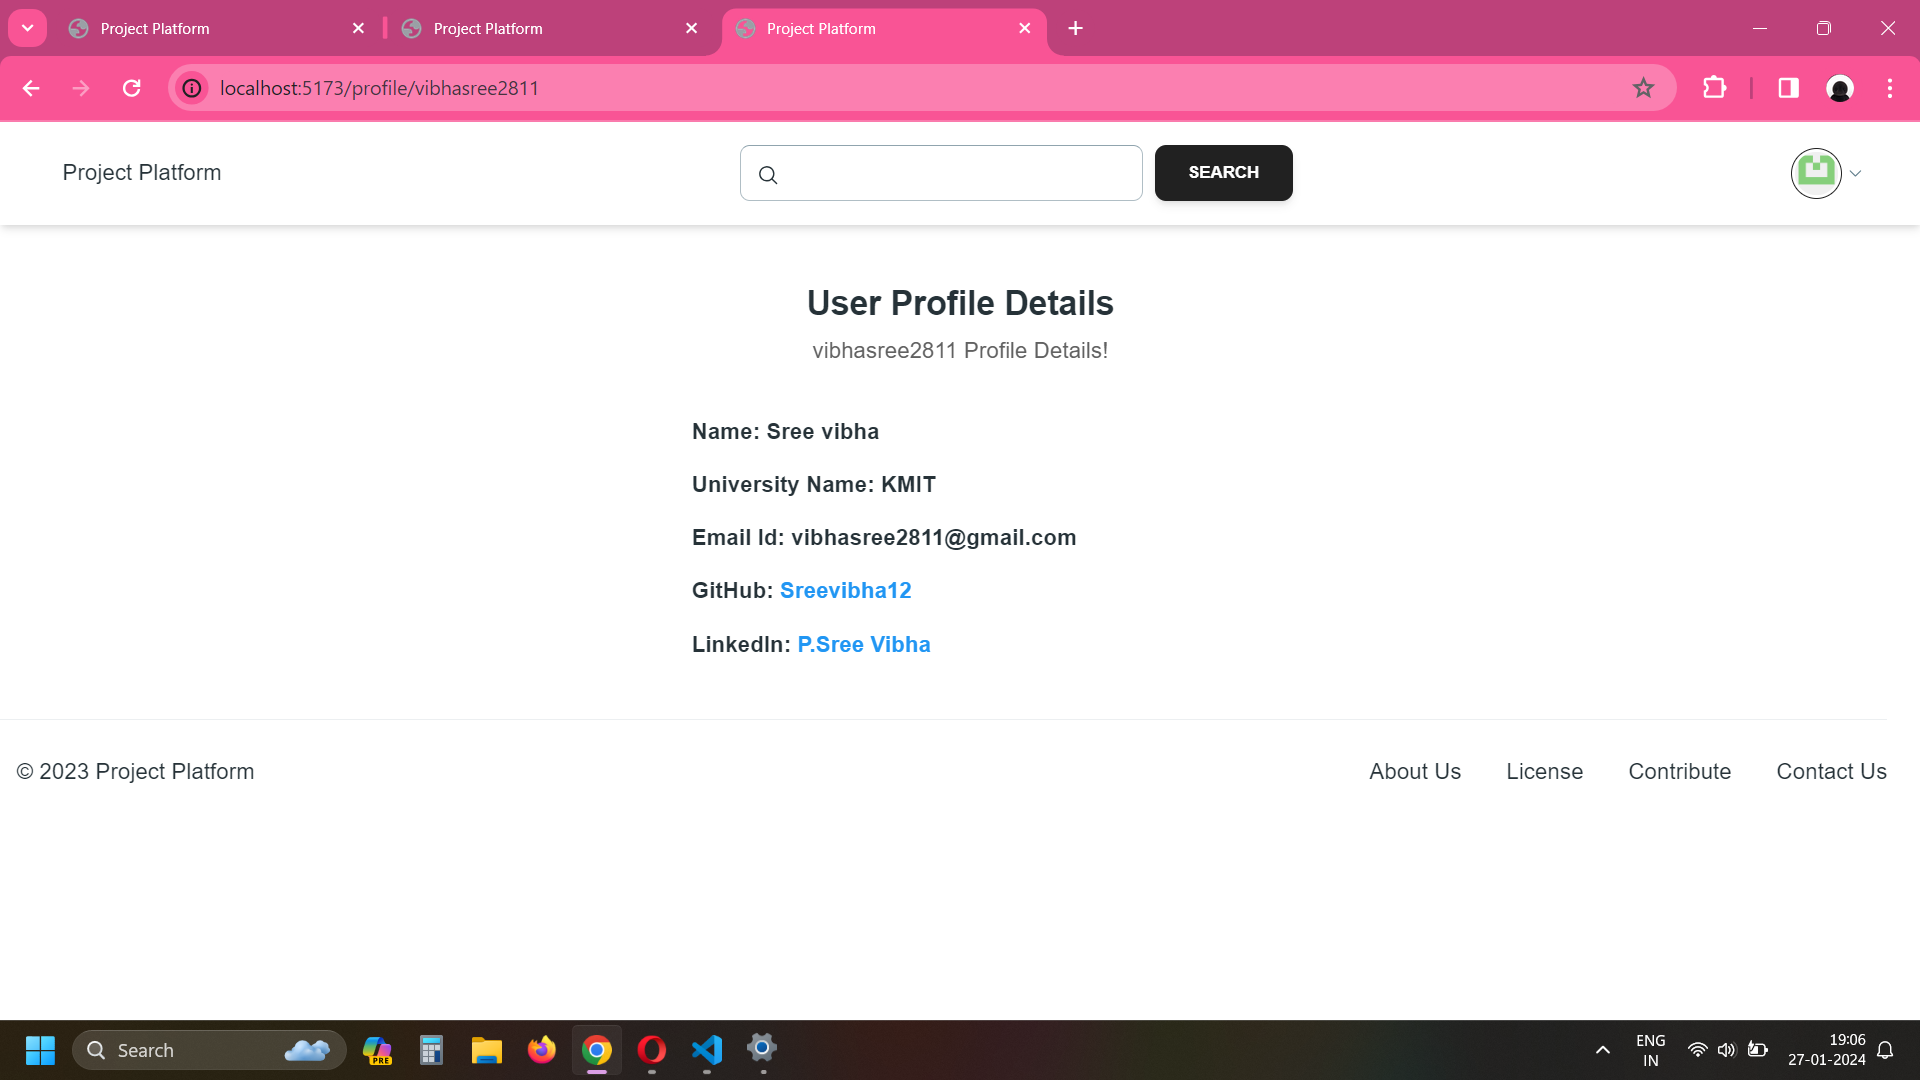 Project Platform
Project Platform
Project Platform
localhost:5173/profile/vibhasree2811
Project Platform
SEARCH
User Profile Details
vibhasree2811 Profile Details!
Name: Sree vibha
University Name: KMIT
Email Id: vibhasree2811@gmail.com
GitHub: Sreevibha12
LinkedIn: P.Sree Vibha
© 2023 Project Platform
About Us
License
Contribute
Contact Us
Search
PRE
ENG
IN
19:06
27-01-2024